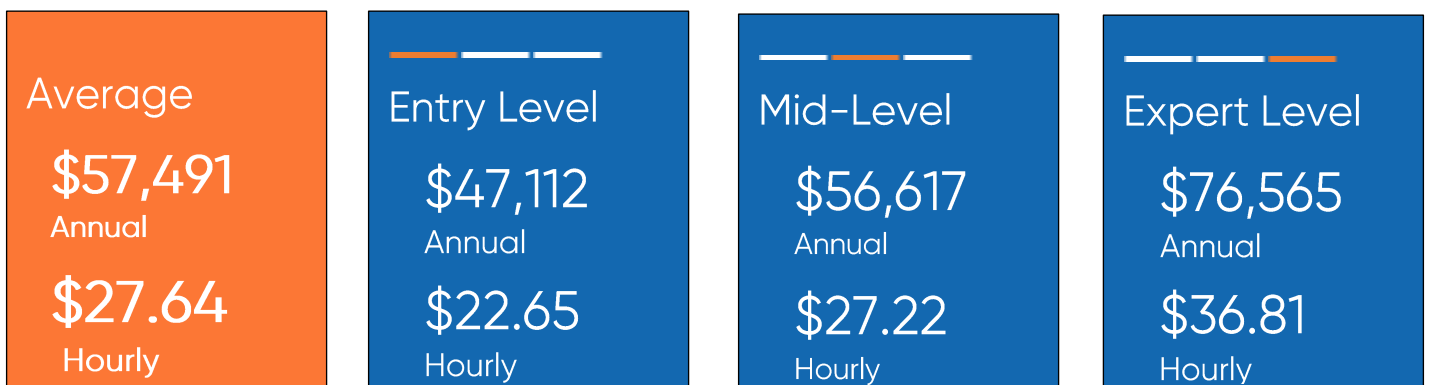 Average
$57,491
Annual
$27.64
Hourly
Entry Level
$47,112
Annual
$22.65
Hourly
Mid-Level
$56,617
Annual
$27.22
Hourly
Expert Level
$76,565
Annual
$36.81
Hourly